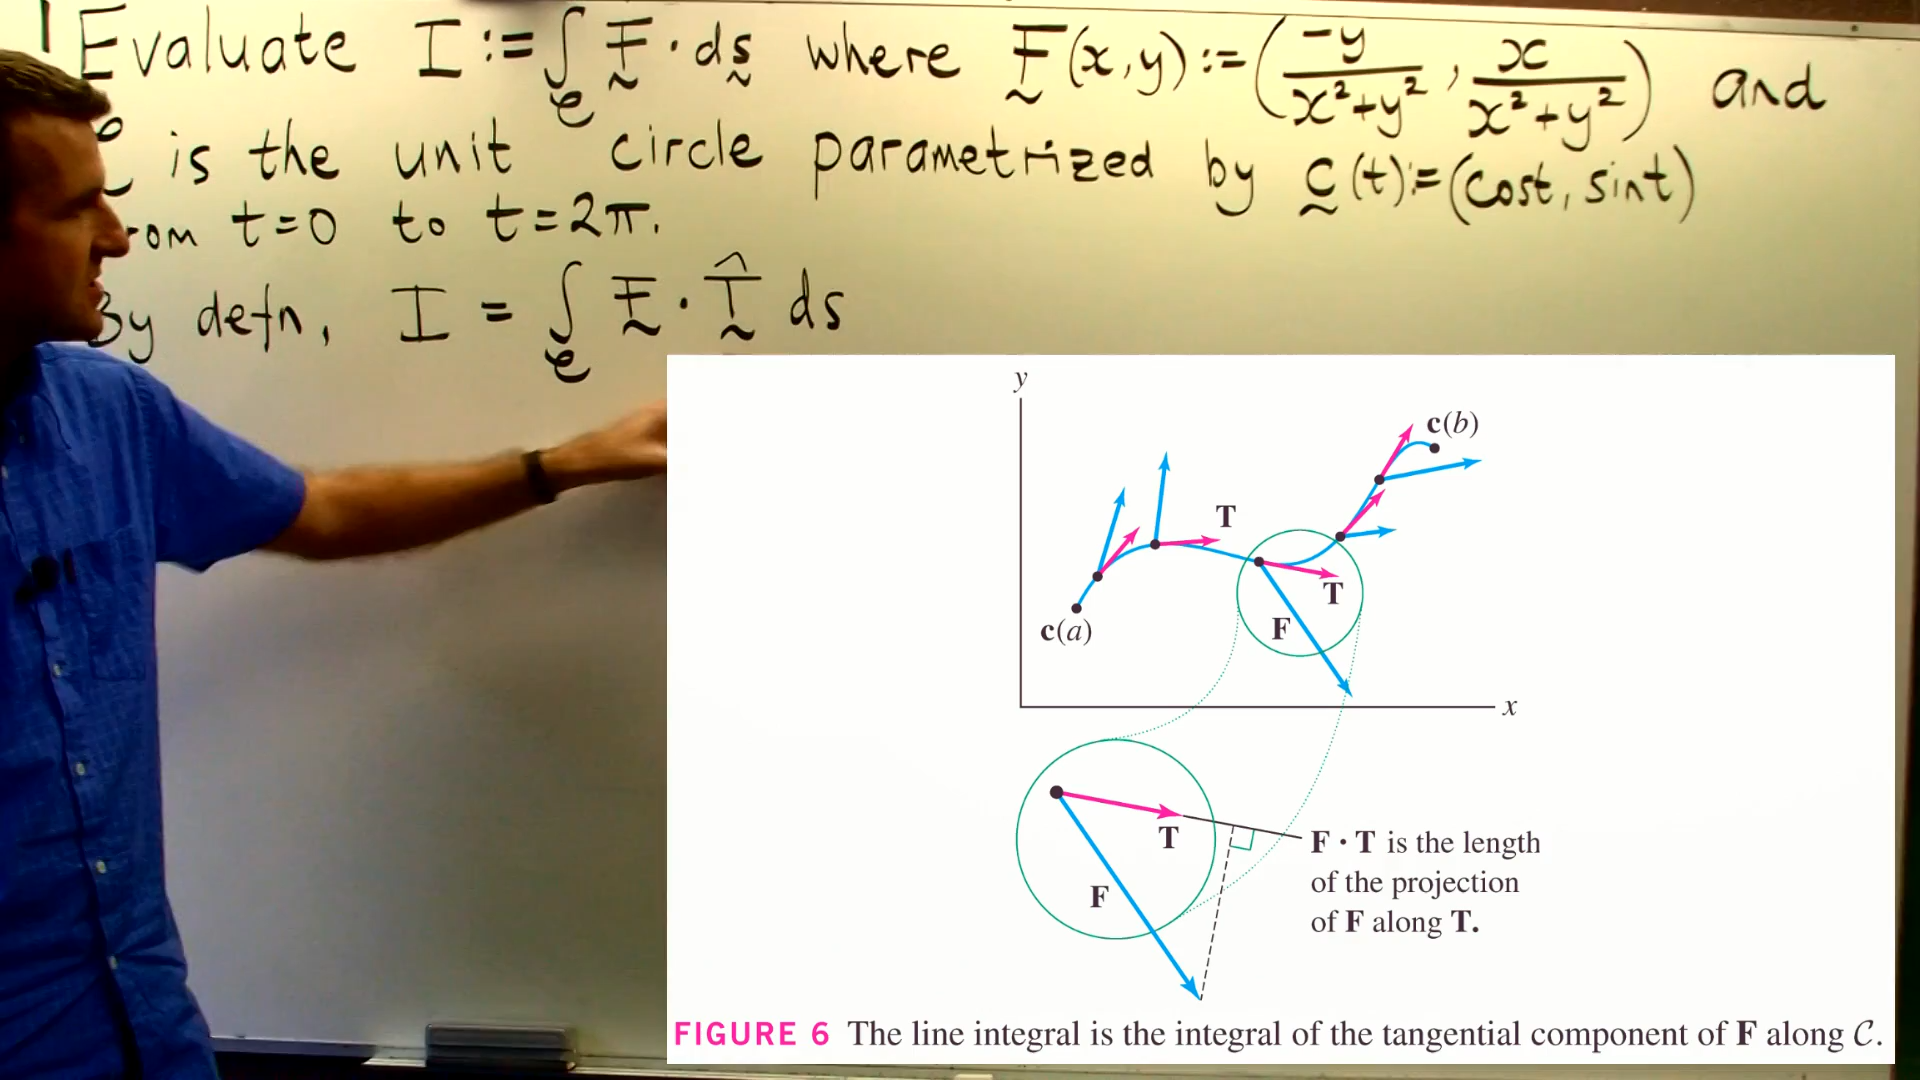 Evaluate I := ∫_C F̰ · ds̰ where F̰(x,y) := (-y/(x²+y²), x/(x²+y²)) and
C is the unit circle parametrized by c̰(t) := (cost, sint)
rom t=0 to t=2π.
By defn, I = ∫_C F̰ · T̰̂ ds
y
c(b)
T
T
c(a)
F
x
T
F · T is the length
F
of the projection
of F along T.
FIGURE 6 The line integral is the integral of the tangential component of F along C.